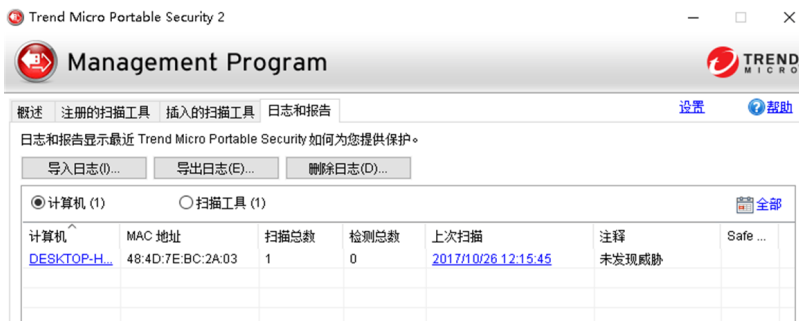 Trend Micro Portable Security 2
Management Program
TREND
MICRO
概述 注册的扫描工具 插入的扫描工具 日志和报告 设置 帮助
日志和报告显示最近 Trend Micro Portable Security 如何为您提供保护。
导入日志(I)... 导出日志(E)... 删除日志(D)...
计算机 (1) 扫描工具 (1) 全部
计算机 MAC 地址 扫描总数 检测总数 上次扫描 注释 Safe ...
DESKTOP-H... 48:4D:7E:BC:2A:03 1 0 2017/10/26 12:15:45 未发现威胁